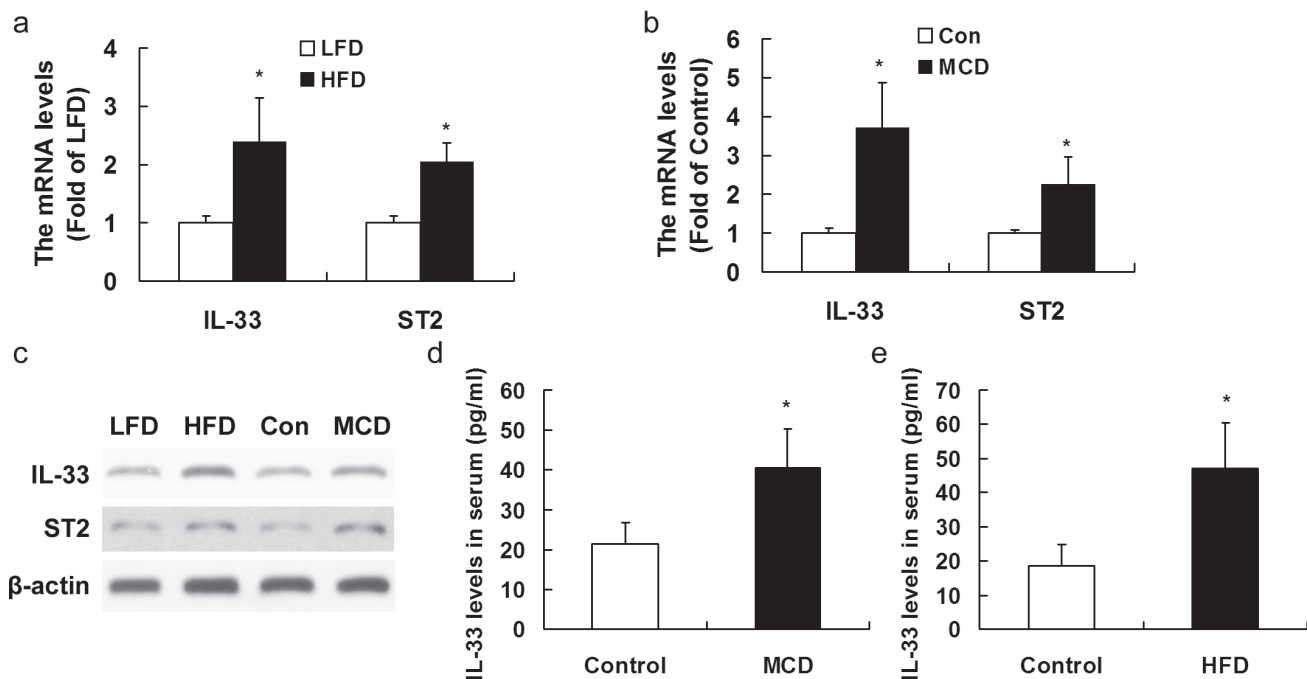 a
The mRNA levels
(Fold of LFD)
4
3
2
1
0
LFD
HFD
*
*
IL-33
ST2
b
The mRNA levels
(Fold of Control)
6
5
4
3
2
1
0
Con
MCD
*
*
IL-33
ST2
c
LFD HFD Con MCD
IL-33
ST2
β-actin
d
IL-33 levels in serum (pg/ml)
60
50
40
30
20
10
0
*
Control
MCD
e
IL-33 levels in serum (pg/ml)
70
60
50
40
30
20
10
0
*
Control
HFD